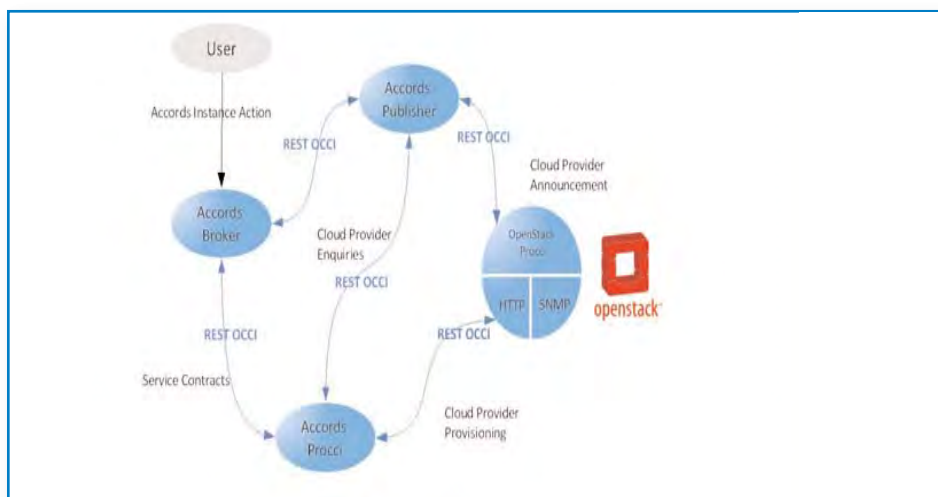 User
Accords Instance Action
Accords
Publisher
REST OCCI
REST OCCI
Cloud Provider
Announcement
Accords
Broker
Cloud Provider
Enquiries
OpenStack
Procci
HTTP
SNMP
openstack
REST OCCI
REST OCCI
REST OCCI
Service Contracts
Accords
Procci
Cloud Provider
Provisioning